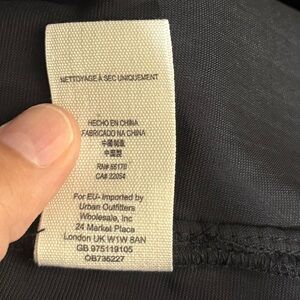 NETTOYAGE À SEC UNIQUEMENT
HECHO EN CHINA
FABRICADO NA CHINA
中國制造
中国製
RN# 66170
CA# 22054
For EU- Imported by
Urban Outfitters
Wholesale, Inc
24 Market Place
London UK W1W 8AN
GB 975119105
OB736227